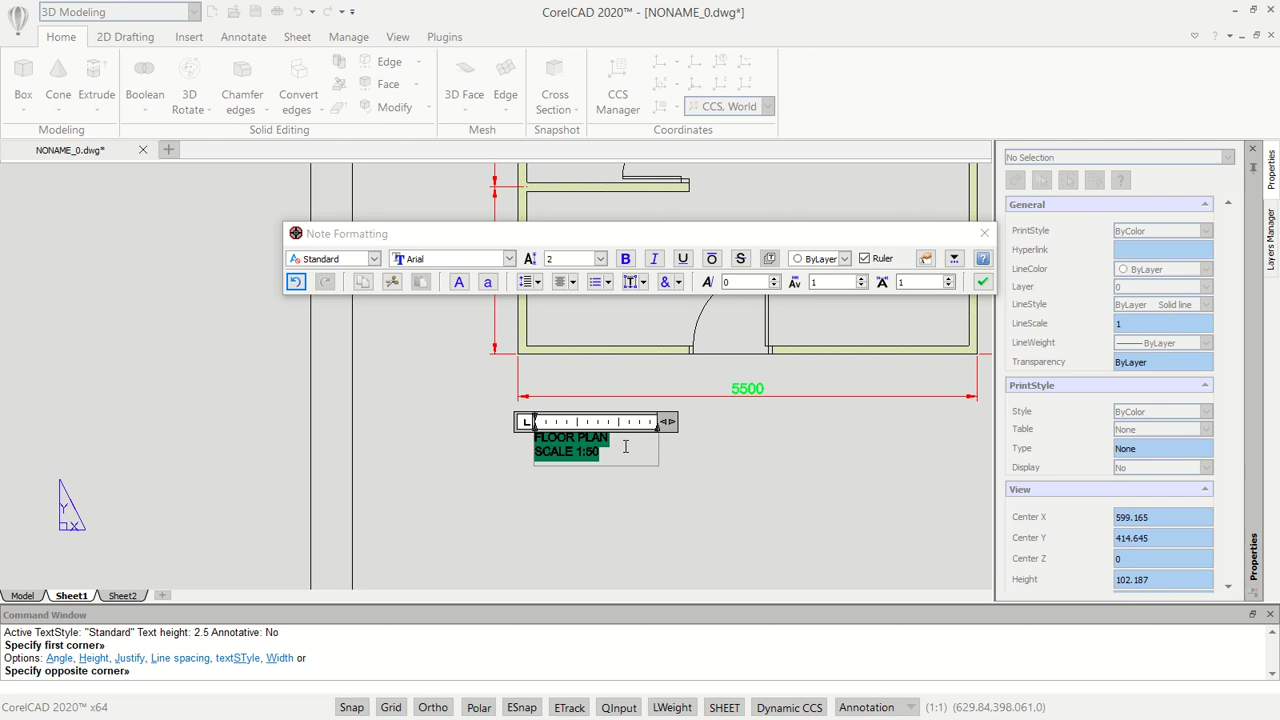 3D Modeling
CorelCAD 2020™ - [NONAME_0.dwg*]
Home 2D Drafting Insert Annotate Sheet Manage View Plugins
Box Cone Extrude Boolean 3D Rotate Chamfer edges Convert edges Edge Face Modify 3D Face Edge Cross Section CCS Manager CCS, World
Modeling Solid Editing Mesh Snapshot Coordinates
NONAME_0.dwg*
Note Formatting
Standard Arial 2 B I U O S ByLayer Ruler
A a 0 1 1
5500
FLOOR PLAN
SCALE 1:50
Y
X
No Selection
General
PrintStyle ByColor
Hyperlink
LineColor ByLayer
Layer 0
LineStyle ByLayer Solid line
LineScale 1
LineWeight ByLayer
Transparency ByLayer
PrintStyle
Style ByColor
Table None
Type None
Display No
View
Center X 599.165
Center Y 414.645
Center Z 0
Height 102.187
Properties
Layers Manager
Properties
Model Sheet1 Sheet2
Command Window
Active TextStyle: "Standard" Text height: 2.5 Annotative: No
Specify first corner»
Options: Angle, Height, Justify, Line spacing, textSTyle, Width or
Specify opposite corner»
CorelCAD 2020™ x64 Snap Grid Ortho Polar ESnap ETrack QInput LWeight SHEET Dynamic CCS Annotation (1:1) (629.84,398.061,0)